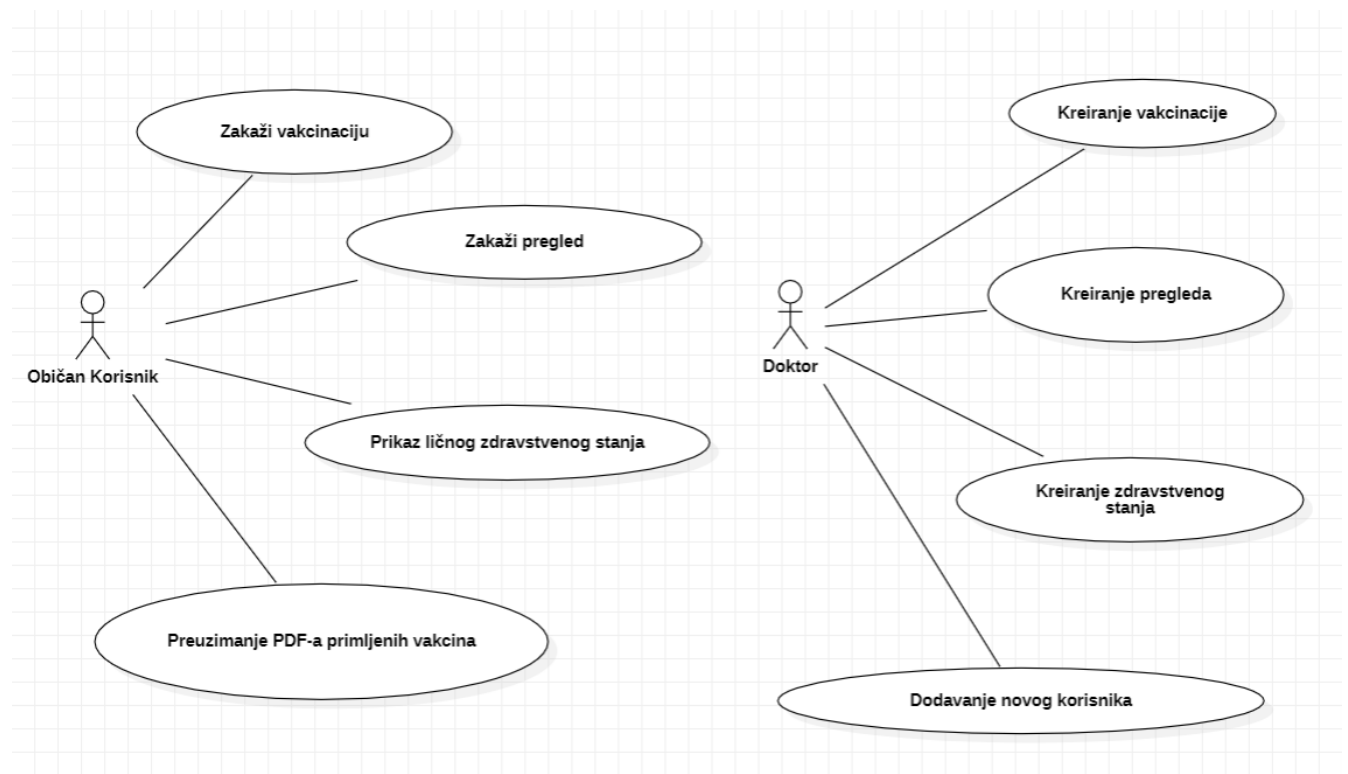 Zakaži vakcinaciju
Zakaži pregled
Običan Korisnik
Prikaz ličnog zdravstvenog stanja
Preuzimanje PDF-a primljenih vakcina
Kreiranje vakcinacije
Kreiranje pregleda
Doktor
Kreiranje zdravstvenog
stanja
Dodavanje novog korisnika